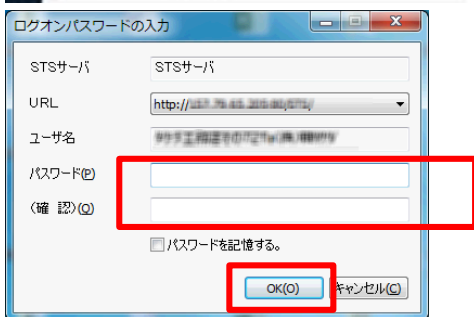 ログオンパスワードの入力
STSサーバ STSサーバ
URL http://
ユーザ名
パスワード(P)
(確 認)(Q)
パスワードを記憶する。
OK(O) キャンセル(C)